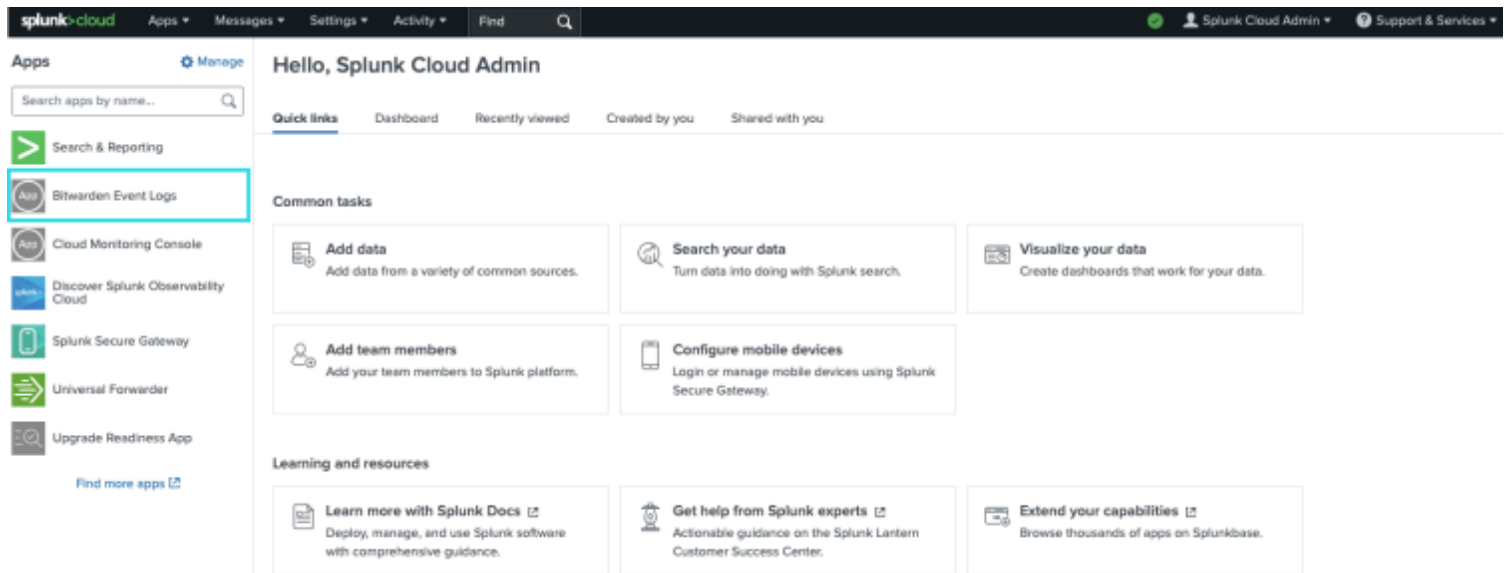 splunk>cloud Apps Messages Settings Activity Find Splunk Cloud Admin Support & Services
Apps Manage
Search apps by name...
Search & Reporting
App Bitwarden Event Logs
App Cloud Monitoring Console
Discover Splunk Observability
Cloud
Splunk Secure Gateway
Universal Forwarder
Upgrade Readiness App
Find more apps
Hello, Splunk Cloud Admin
Quick links Dashboard Recently viewed Created by you Shared with you
Common tasks
Add data
Add data from a variety of common sources.
Search your data
Turn data into doing with Splunk search.
Visualize your data
Create dashboards that work for your data.
Add team members
Add your team members to Splunk platform.
Configure mobile devices
Login or manage mobile devices using Splunk
Secure Gateway.
Learning and resources
Learn more with Splunk Docs
Deploy, manage, and use Splunk software
with comprehensive guidance.
Get help from Splunk experts
Actionable guidance on the Splunk Lantern
Customer Success Center.
Extend your capabilities
Browse thousands of apps on Splunkbase.